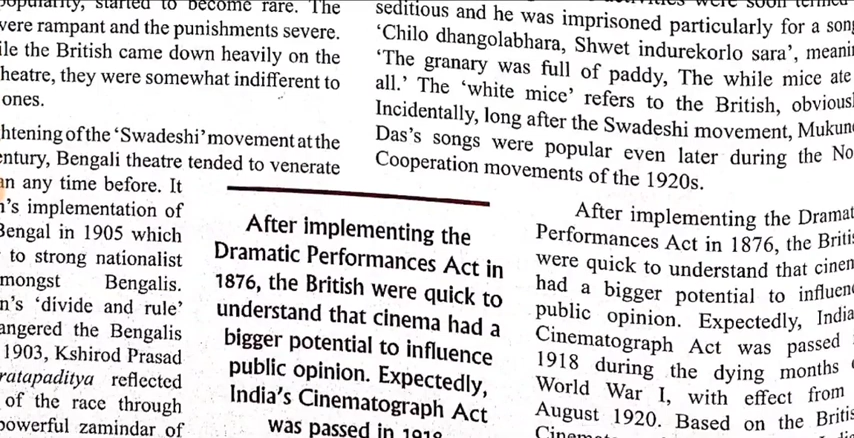 popularity, started to become rare. The
were rampant and the punishments severe.
ile the British came down heavily on the
heatre, they were somewhat indifferent to
ones.
htening of the ‘Swadeshi’ movement at the
entury, Bengali theatre tended to venerate
an any time before. It
n’s implementation of
Bengal in 1905 which
to strong nationalist
mongst Bengalis.
n’s ‘divide and rule’
angered the Bengalis
1903, Kshirod Prasad
ratapaditya reflected
of the race through
powerful zamindar of
After implementing the
Dramatic Performances Act in
1876, the British were quick to
understand that cinema had a
bigger potential to influence
public opinion. Expectedly,
India’s Cinematograph Act
was passed in 1918
seditious and he was imprisoned particularly for a song
‘Chilo dhangolabhara, Shwet indurekorlo sara’, meanin
‘The granary was full of paddy, The while mice ate
all.’ The ‘white mice’ refers to the British, obviousl
Incidentally, long after the Swadeshi movement, Mukun
Das’s songs were popular even later during the No
Cooperation movements of the 1920s.
After implementing the Dramat
Performances Act in 1876, the Britis
were quick to understand that cinem
had a bigger potential to influenc
public opinion. Expectedly, India
Cinematograph Act was passed
1918 during the dying months
World War I, with effect from
August 1920. Based on the Britis